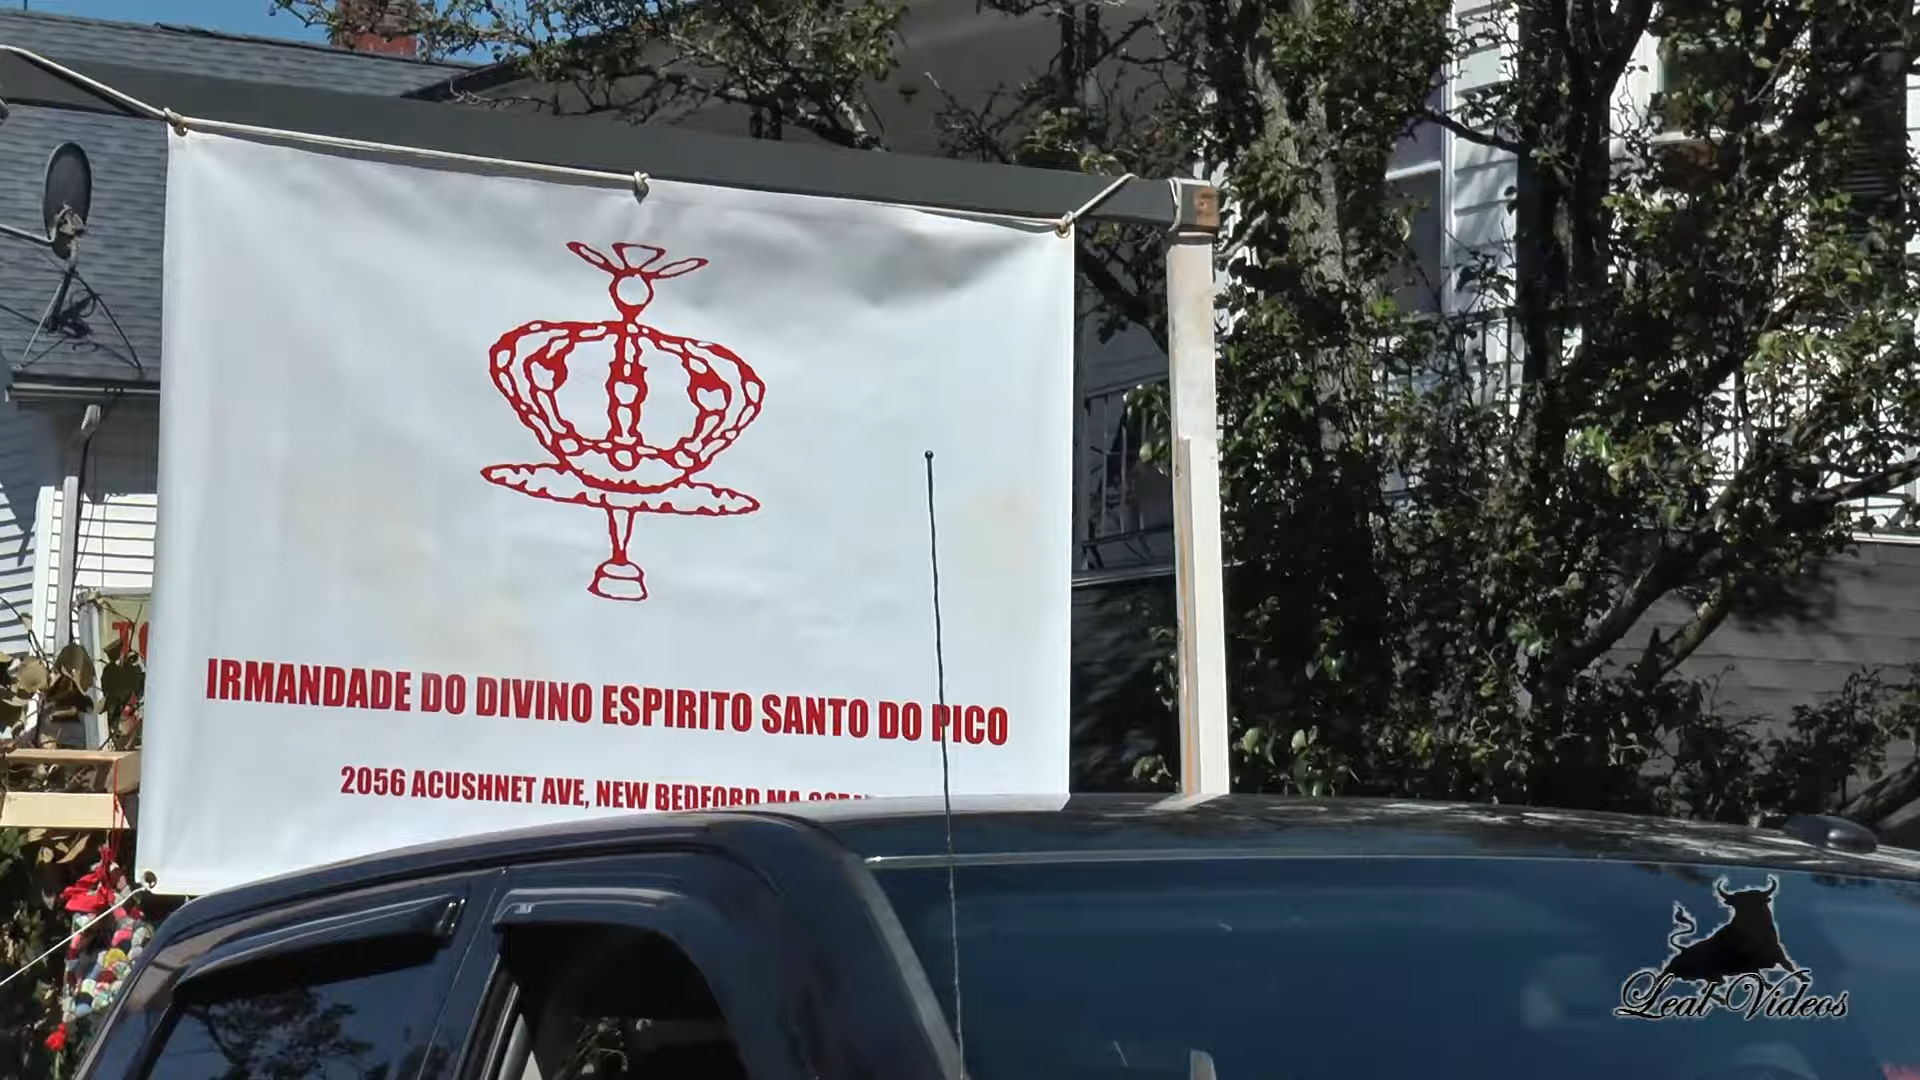 IRMANDADE DO DIVINO ESPIRITO SANTO DO PICO
2056 ACUSHNET AVE, NEW BEDFORD MA
Leal Videos